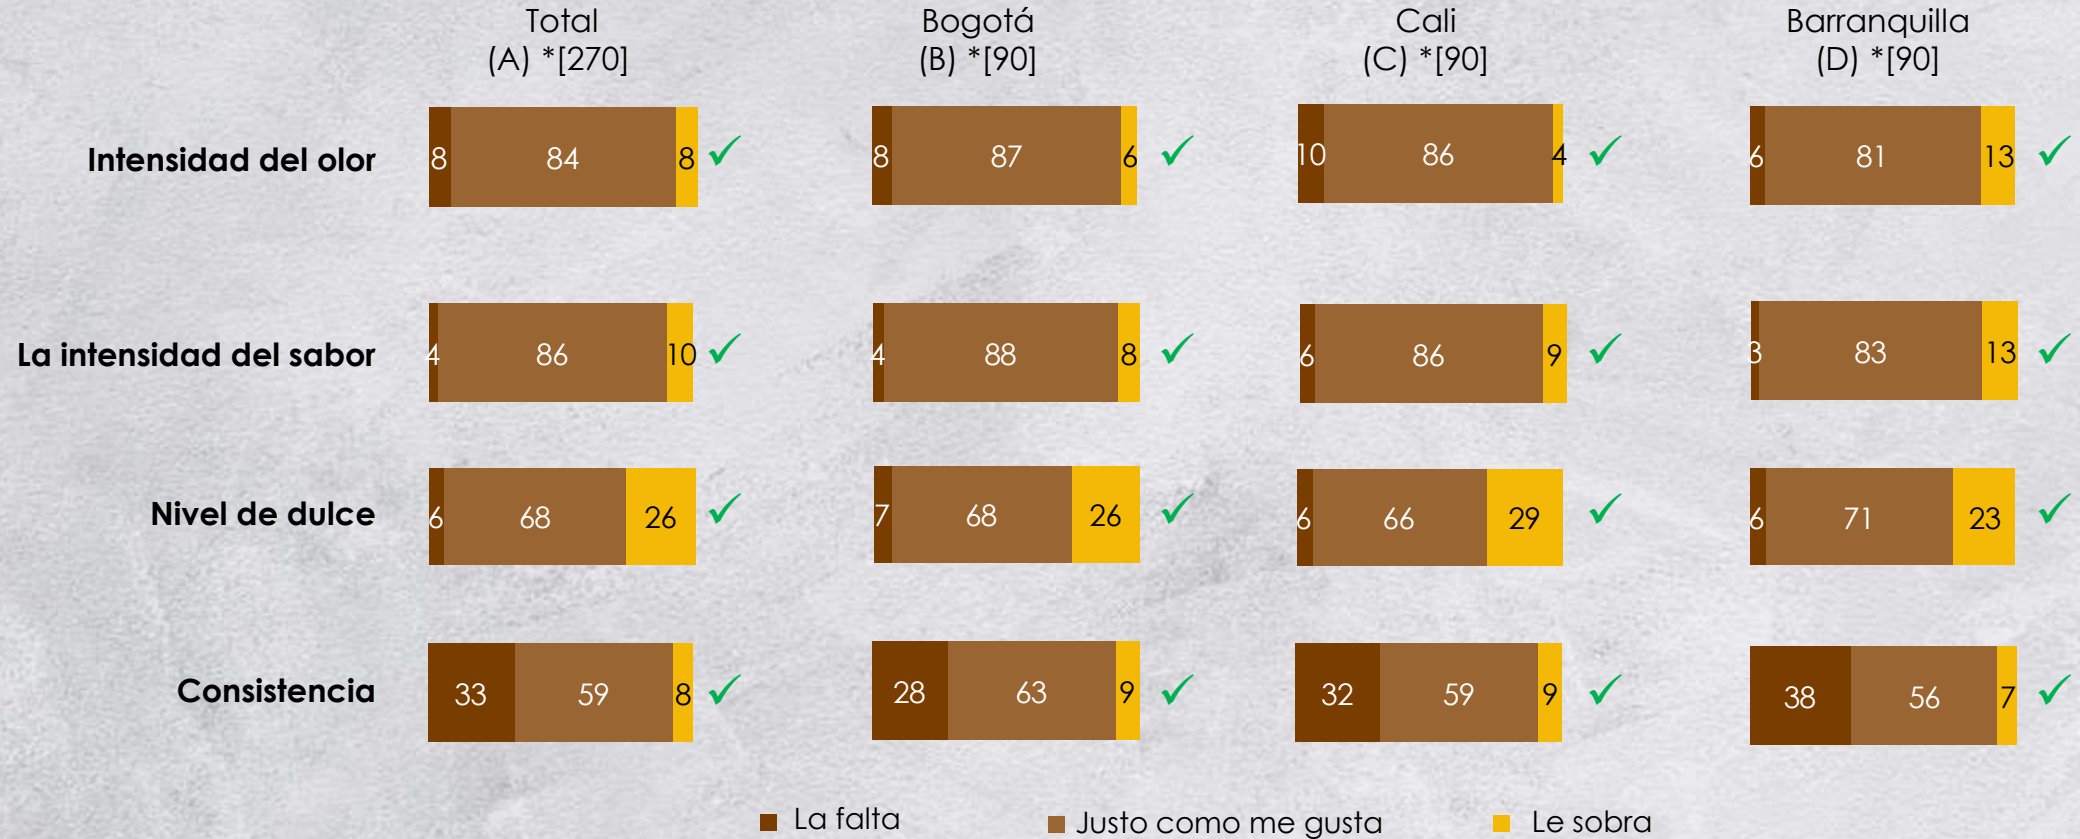 Total
(A) *[270]
Bogotá
(B) *[90]
Cali
(C) *[90]
Barranquilla
(D) *[90]
Intensidad del olor
8 84 8 ✓
8 87 6 ✓
10 86 4 ✓
6 81 13 ✓
La intensidad del sabor
4 86 10 ✓
4 88 8 ✓
6 86 9 ✓
3 83 13 ✓
Nivel de dulce
6 68 26 ✓
7 68 26 ✓
6 66 29 ✓
6 71 23 ✓
Consistencia
33 59 8 ✓
28 63 9 ✓
32 59 9 ✓
38 56 7 ✓
La falta
Justo como me gusta
Le sobra